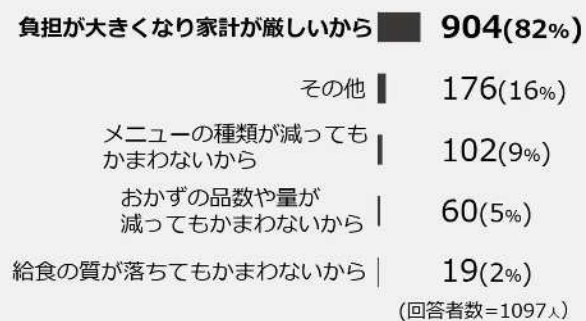 負担が大きくなり家計が厳しいから 904(82%)
その他 176(16%)
メニューの種類が減っても
かまわないから 102(9%)
おかずの品数や量が
減ってもかまわないから 60(5%)
給食の質が落ちてもかまわないから 19(2%)
(回答者数=1097人)